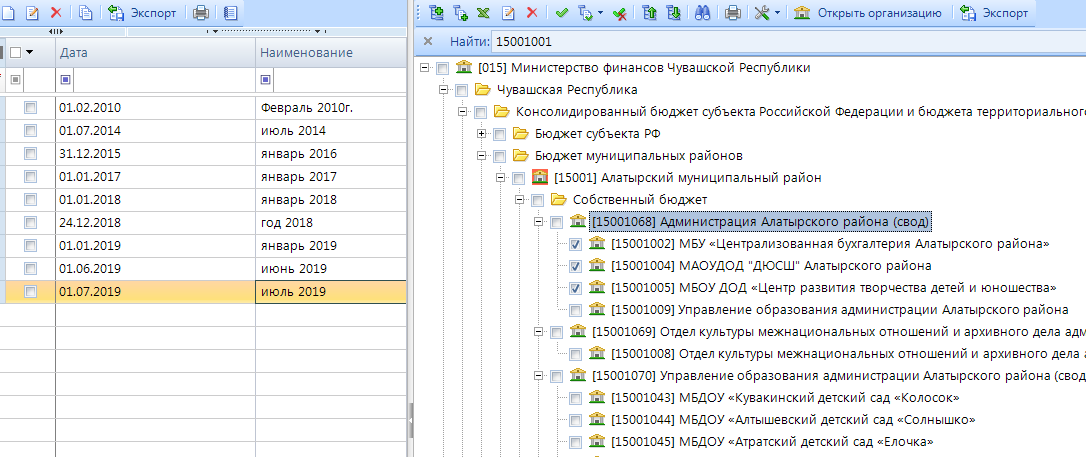 Экспорт
Дата Наименование
01.02.2010 Февраль 2010г.
01.07.2014 июль 2014
31.12.2015 январь 2016
01.01.2017 январь 2017
01.01.2018 январь 2018
24.12.2018 год 2018
01.01.2019 январь 2019
01.06.2019 июнь 2019
01.07.2019 июль 2019
Открыть организацию Экспорт
Найти: 15001001
[015] Министерство финансов Чувашской Республики
Чувашская Республика
Консолидированный бюджет субъекта Российской Федерации и бюджета территориального
Бюджет субъекта РФ
Бюджет муниципальных районов
[15001] Алатырский муниципальный район
Собственный бюджет
[15001068] Администрация Алатырского района (свод)
[15001002] МБУ «Централизованная бухгалтерия Алатырского района»
[15001004] МАОУДОД "ДЮСШ" Алатырского района
[15001005] МБОУ ДОД «Центр развития творчества детей и юношества»
[15001009] Управление образования администрации Алатырского района
[15001069] Отдел культуры межнациональных отношений и архивного дела адм
[15001008] Отдел культуры межнациональных отношений и архивного дела а
[15001070] Управление образования администрации Алатырского района (свод
[15001043] МБДОУ «Кувакинский детский сад «Колосок»
[15001044] МБДОУ «Алтышевский детский сад «Солнышко»
[15001045] МБДОУ «Атратский детский сад «Елочка»